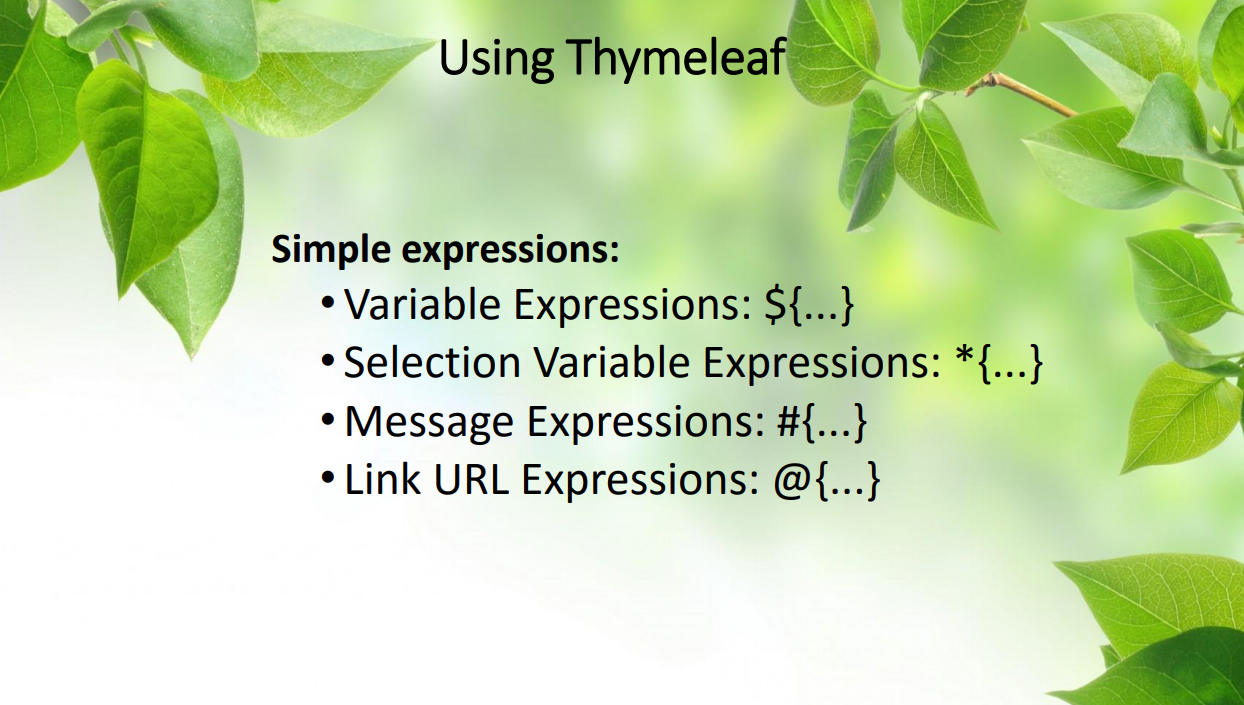 Using Thymeleaf
Simple expressions:
•Variable Expressions: ${...}
•Selection Variable Expressions: *{...}
•Message Expressions: #{...}
•Link URL Expressions: @{...}